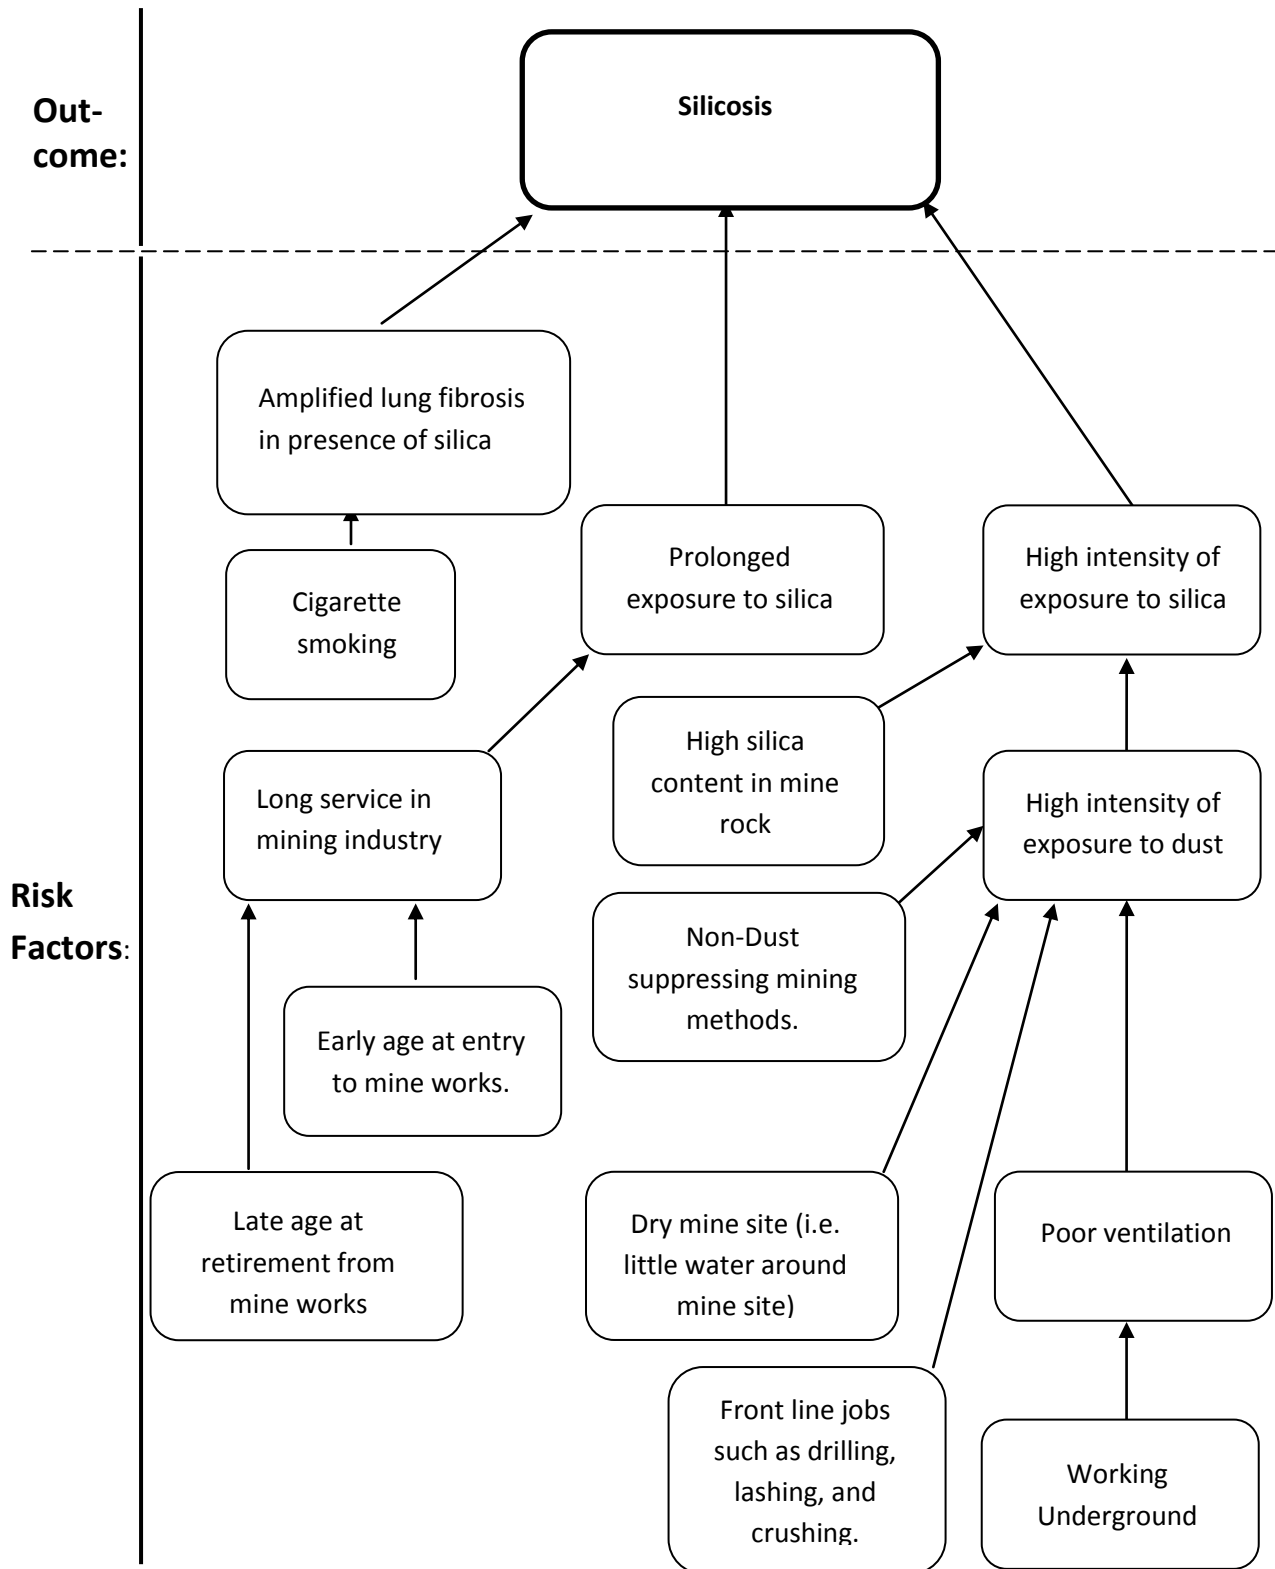 Out-
come:
Silicosis
Amplified lung fibrosis
in presence of silica
Cigarette
smoking
Prolonged
exposure to silica
High intensity of
exposure to silica
Long service in
mining industry
High silica
content in mine
rock
High intensity of
exposure to dust
Risk
Factors:
Non-Dust
suppressing mining
methods.
Early age at entry
to mine works.
Late age at
retirement from
mine works
Dry mine site (i.e.
little water around
mine site)
Poor ventilation
Front line jobs
such as drilling,
lashing, and
crushing.
Working
Underground